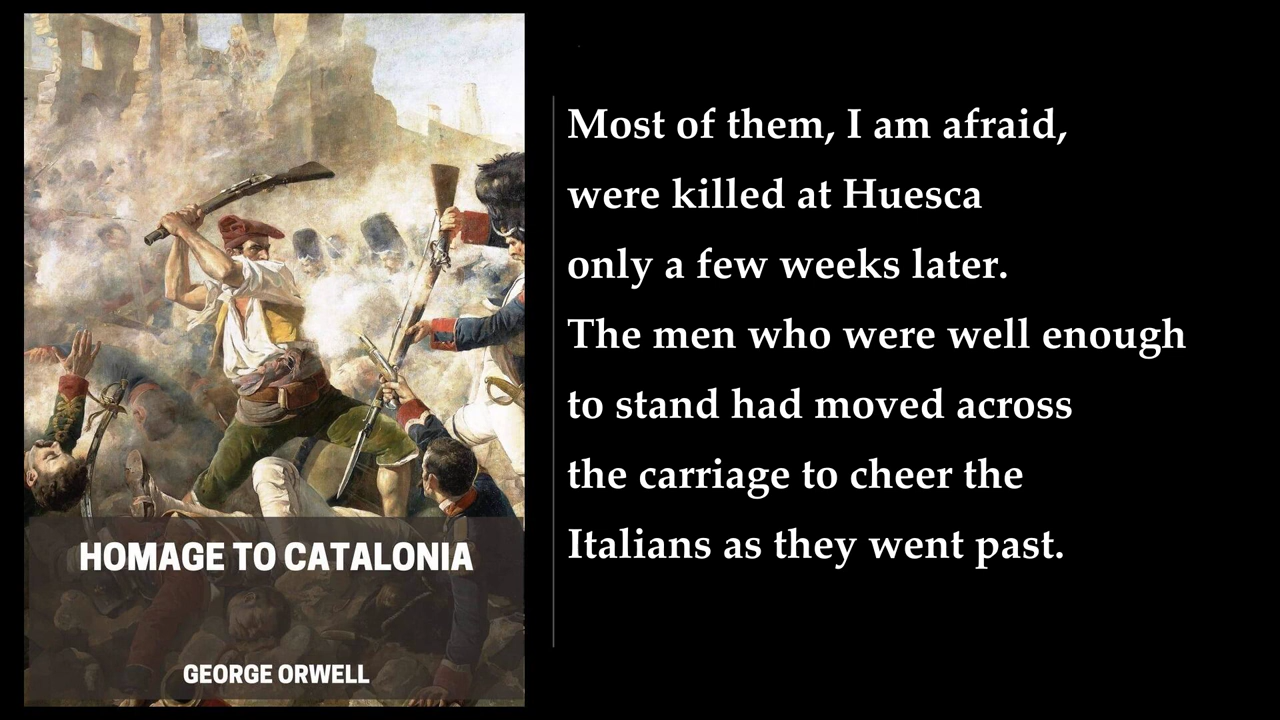 HOMAGE TO CATALONIA
GEORGE ORWELL
Most of them, I am afraid,
were killed at Huesca
only a few weeks later.
The men who were well enough
to stand had moved across
the carriage to cheer the
Italians as they went past.